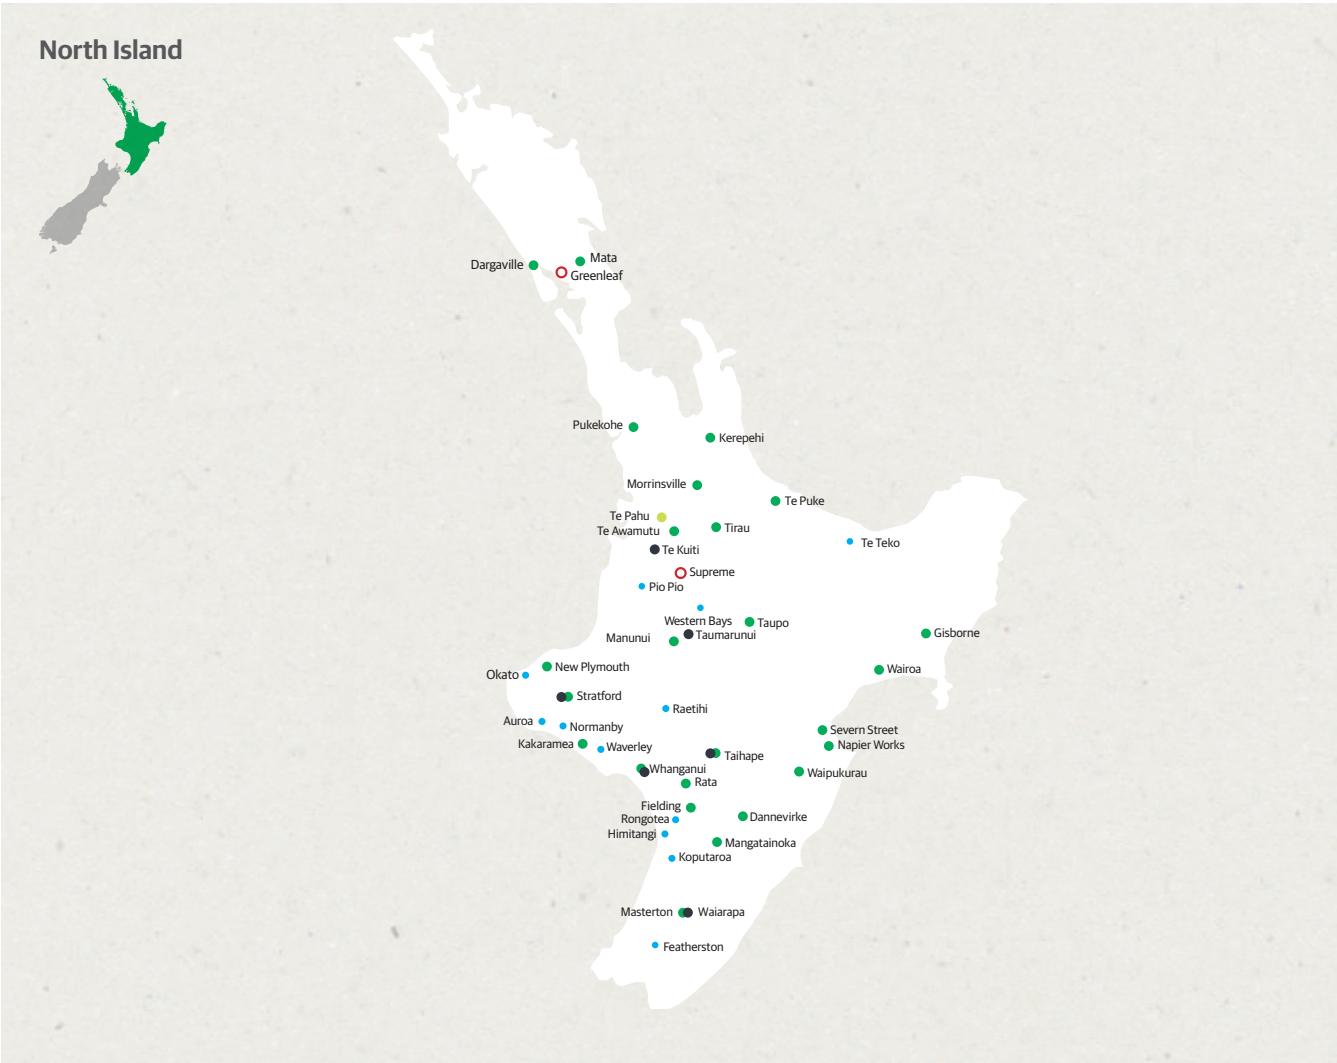 North Island
Mata
Dargaville
Greenleaf
Pukekohe
Kerepehi
Morrinsville
Te Puke
Te Pahu
Tirau
Te Awamutu
Te Teko
Te Kuiti
Supreme
Pio Pio
Western Bays
Taupo
Gisborne
Taumarunui
Manunui
New Plymouth
Wairoa
Okato
Stratford
Raetihi
Auroa
Normanby
Severn Street
Kakaramea
Napier Works
Waverley
Taihape
Whanganui
Waipukurau
Rata
Fielding
Dannevirke
Rongotea
Himitangi
Mangatainoka
Koputaroa
Masterton
Waiarapa
Featherston